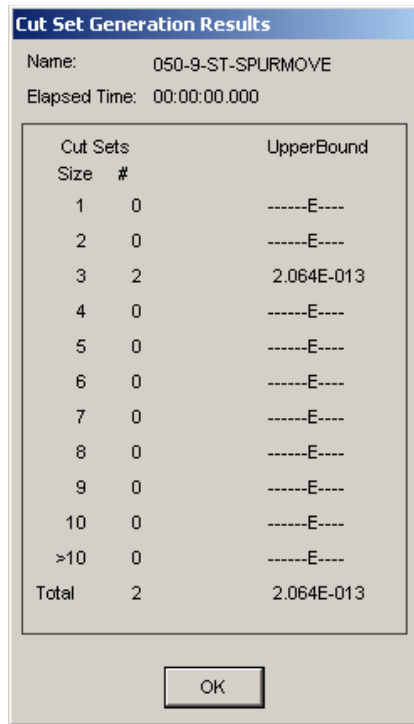 Cut Set Generation Results
Name: 050-9-ST-SPURMOVE
Elapsed Time: 00:00:00.000
Cut Sets UpperBound
Size #
1 0 ------E----
2 0 ------E----
3 2 2.064E-013
4 0 ------E----
5 0 ------E----
6 0 ------E----
7 0 ------E----
8 0 ------E----
9 0 ------E----
10 0 ------E----
>10 0 ------E----
Total 2 2.064E-013
OK